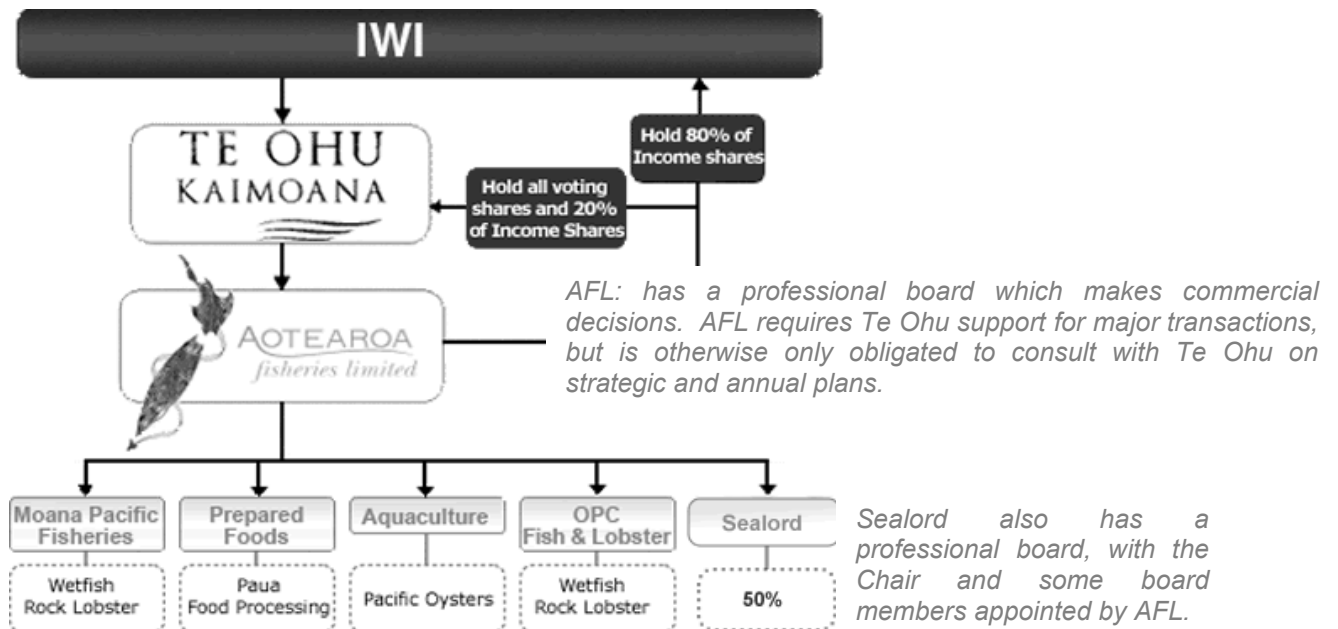 IWI
TE OHU
KAIMOANA
Hold all voting
shares and 20%
of Income Shares
Hold 80% of
Income shares
AOTEAROA
fisheries limited
AFL: has a professional board which makes commercial
decisions. AFL requires Te Ohu support for major transactions,
but is otherwise only obligated to consult with Te Ohu on
strategic and annual plans.
Moana Pacific
Fisheries
Wetfish
Rock Lobster
Prepared
Foods
Paua
Food Processing
Aquaculture
Pacific Oysters
OPC
Fish & Lobster
Wetfish
Rock Lobster
Sealord
50%
Sealord also has a
professional board, with the
Chair and some board
members appointed by AFL.